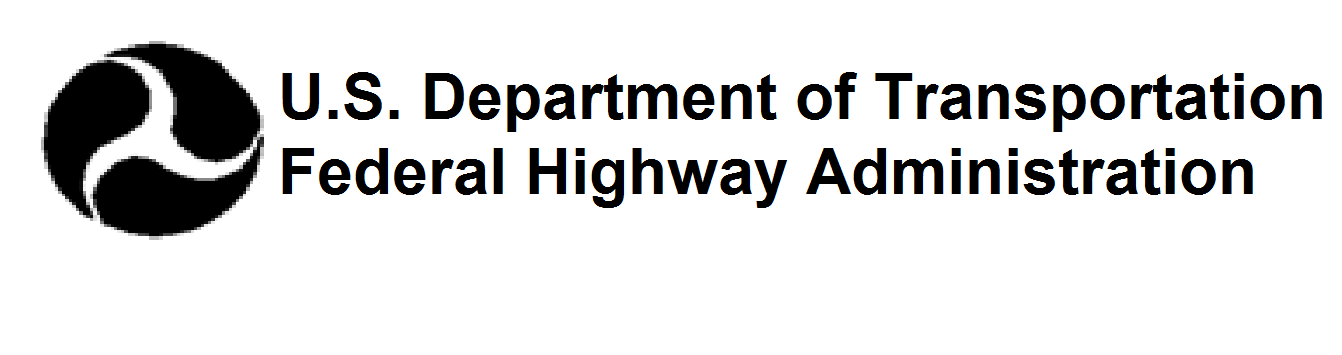 U.S. Department of Transportation
Federal Highway Administration